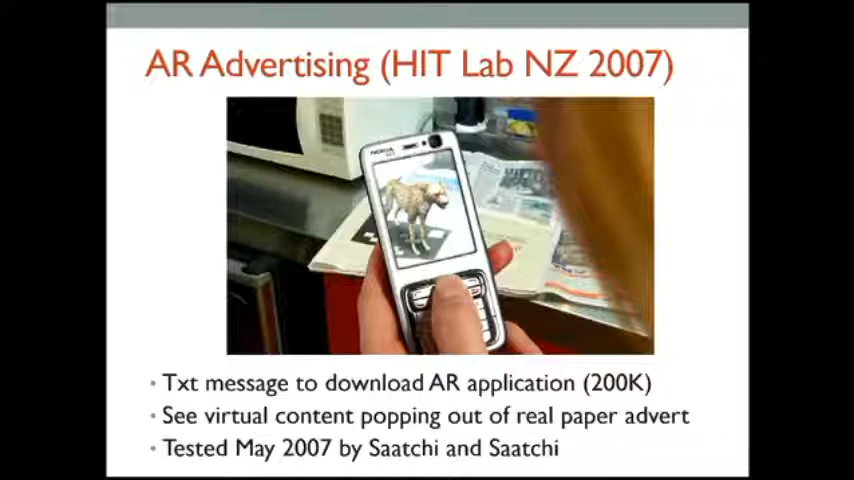 AR Advertising (HIT Lab NZ 2007)
NOKIA
• Txt message to download AR application (200K)
• See virtual content popping out of real paper advert
• Tested May 2007 by Saatchi and Saatchi